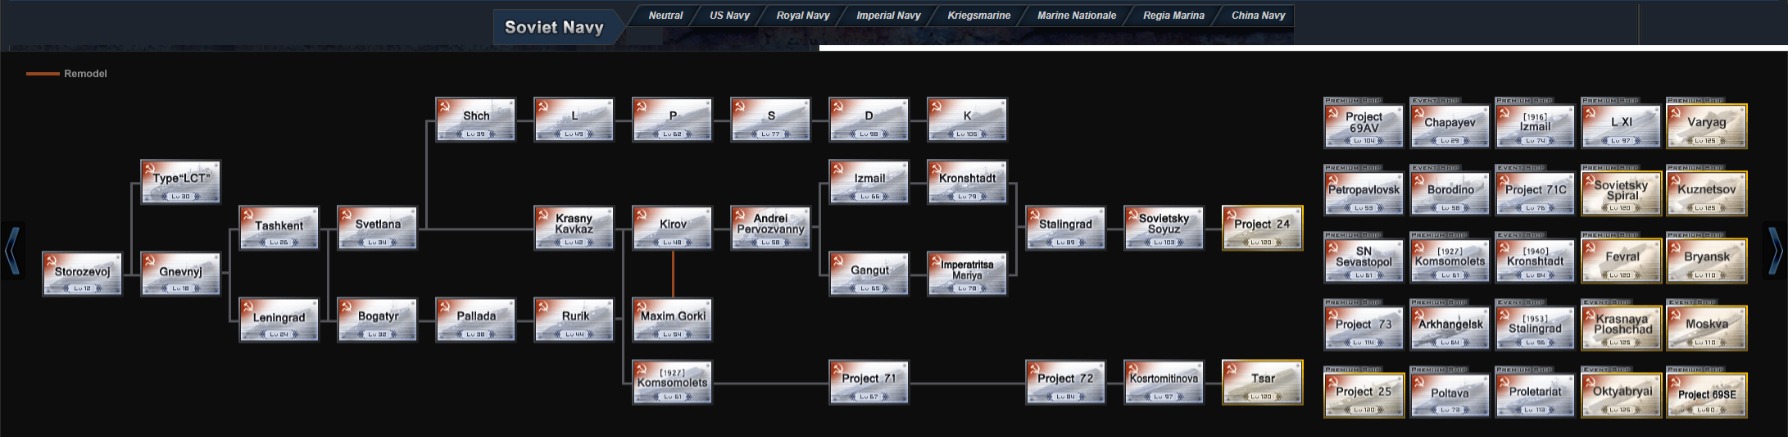 Soviet Navy
Neutral
US Navy
Royal Navy
Imperial Navy
Kriegsmarine
Marine Nationale
Regia Marina
China Navy
Remodel
Shch
Lv 39
L
Lv 49
P
Lv 62
S
Lv 77
D
Lv 90
K
Lv 105
Type"LCT"
Lv 30
Izmail
Lv 66
Kronshtadt
Lv 79
Tashkent
Lv 26
Svetlana
Lv 34
Krasny
Kavkaz
Lv 42
Kirov
Lv 48
Andrei
Pervozvanny
Lv 58
Stalingrad
Lv 89
Sovietsky
Soyuz
Lv 103
Project 24
Lv 120
Storozevoj
Lv 12
Gnevnyj
Lv 18
Gangut
Lv 65
Imperatritsa
Mariya
Lv 78
Leningrad
Lv 24
Bogatyr
Lv 32
Pallada
Lv 38
Rurik
Lv 44
Maxim Gorki
Lv 54
[1927]
Komsomolets
Lv 61
Project 71
Lv 67
Project 72
Lv 84
Kosrtomitinova
Lv 97
Tsar
Lv 120
Premium Ship
Project
69AV
Lv 104
Event Ship
Chapayev
Lv 29
Premium Ship
[1916]
Izmail
Lv 74
Premium Ship
L XI
Lv 97
Premium Ship
Varyag
Lv 125
Premium Ship
Petropavlovsk
Lv 59
Event Ship
Borodino
Lv 58
Event Ship
Project 71C
Lv 76
Premium Ship
Sovietsky
Spiral
Lv 120
Premium Ship
Kuznetsov
Lv 125
Premium Ship
SN
Sevastopol
Lv 61
Premium Ship
[1927]
Komsomolets
Lv 61
Premium Ship
[1940]
Kronshtadt
Lv 84
Event Ship
Fevral
Lv 120
Premium Ship
Bryansk
Lv 110
Premium Ship
Project 73
Lv 114
Premium Ship
Arkhangelsk
Lv 64
Event Ship
[1953]
Stalingrad
Lv 96
Event Ship
Krasnaya
Ploshchad
Lv 125
Event Ship
Moskva
Lv 110
Premium Ship
Project 25
Lv 120
Premium Ship
Poltava
Lv 73
Premium Ship
Proletariat
Lv 113
Event Ship
Oktyabryai
Lv 125
Premium Ship
Project 69SE
Lv80